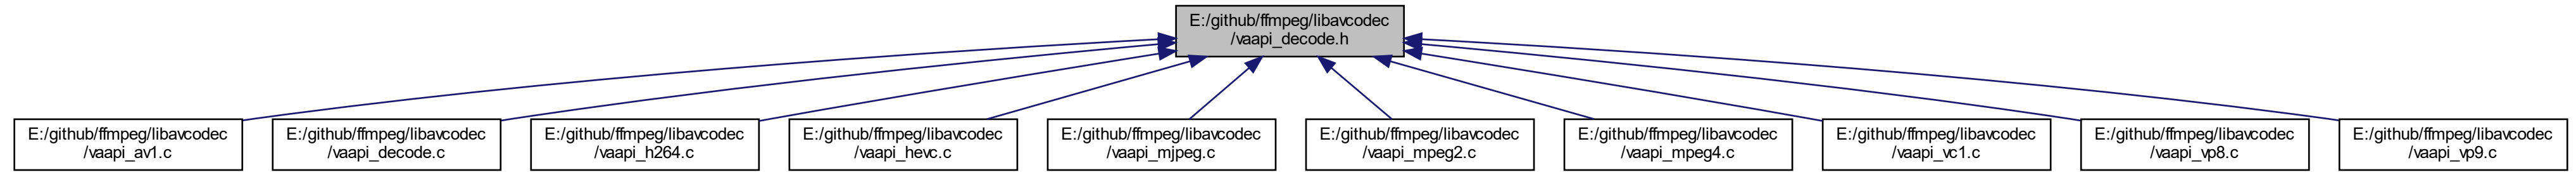 E:/github/ffmpeg/libavcodec
/vaapi_decode.h
E:/github/ffmpeg/libavcodec
/vaapi_av1.c
E:/github/ffmpeg/libavcodec
/vaapi_decode.c
E:/github/ffmpeg/libavcodec
/vaapi_h264.c
E:/github/ffmpeg/libavcodec
/vaapi_hevc.c
E:/github/ffmpeg/libavcodec
/vaapi_mjpeg.c
E:/github/ffmpeg/libavcodec
/vaapi_mpeg2.c
E:/github/ffmpeg/libavcodec
/vaapi_mpeg4.c
E:/github/ffmpeg/libavcodec
/vaapi_vc1.c
E:/github/ffmpeg/libavcodec
/vaapi_vp8.c
E:/github/ffmpeg/libavcodec
/vaapi_vp9.c